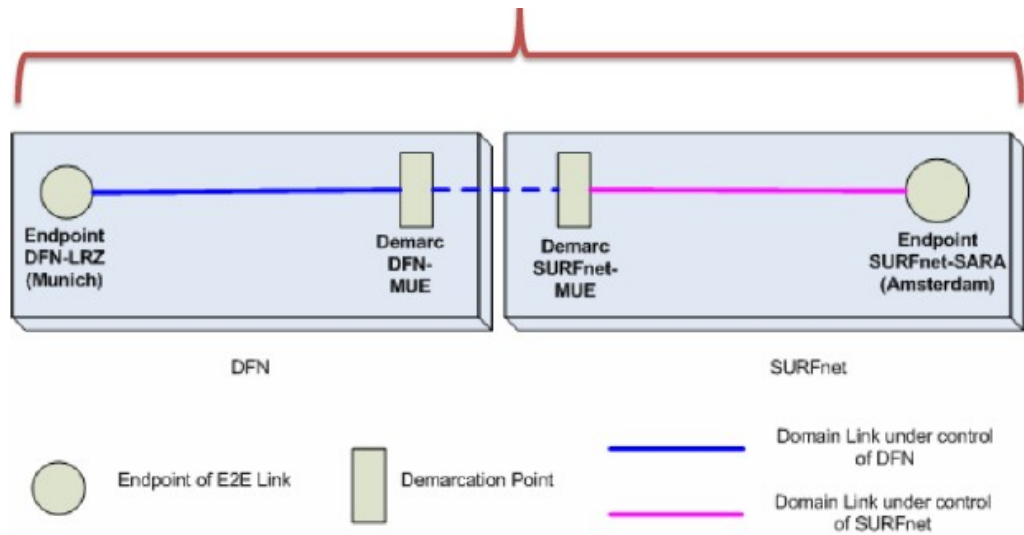 Endpoint
DFN-LRZ
(Munich)
Demarc
DFN-
MUE
Demarc
SURFnet-
MUE
Endpoint
SURFnet-SARA
(Amsterdam)
DFN
SURFnet
Endpoint of E2E Link
Demarcation Point
Domain Link under control
of DFN
Domain Link under control
of SURFnet